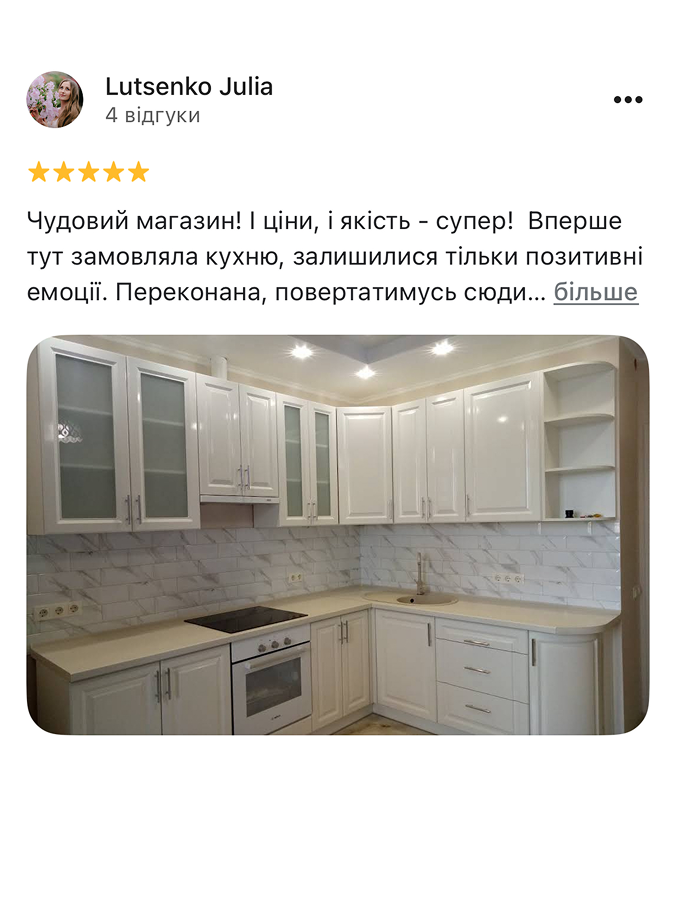 Lutsenko Julia
4 відгуки
Чудовий магазин! І ціни, і якість - супер!  Вперше
тут замовляла кухню, залишилися тільки позитивні
емоції. Переконана, повертатимусь сюди... більше